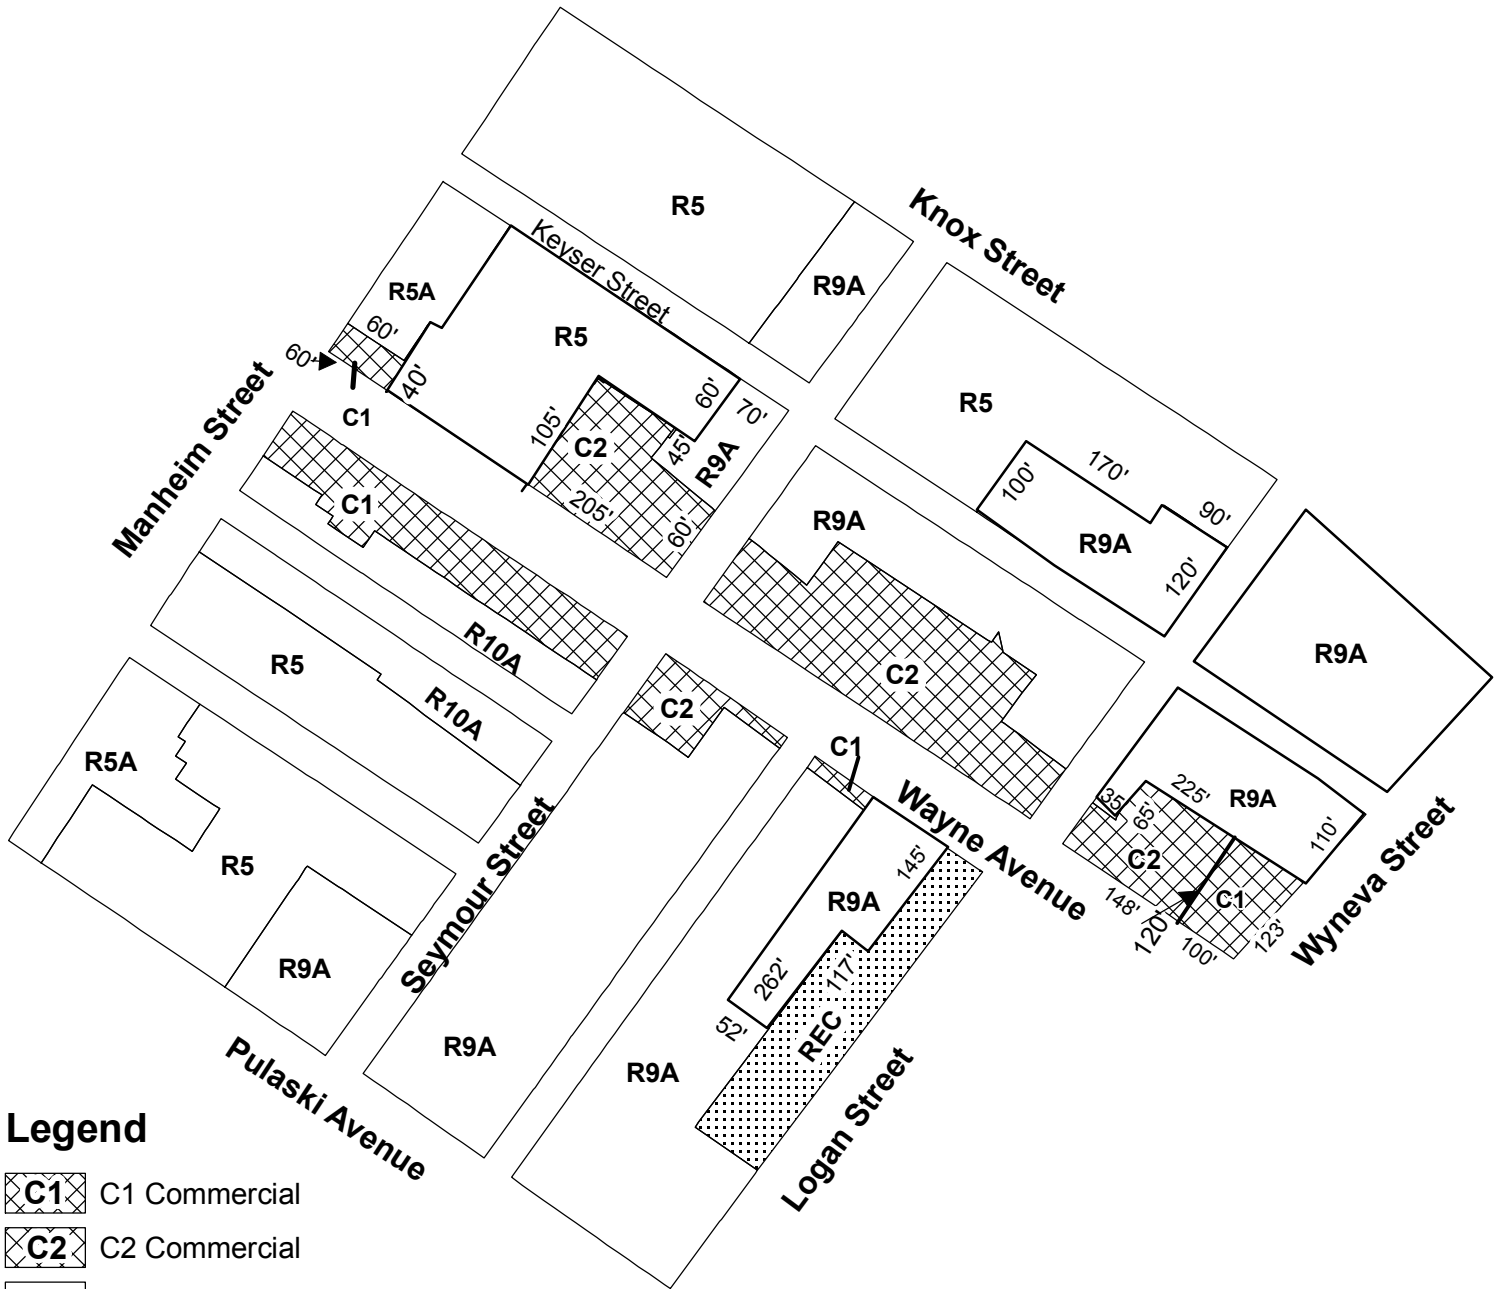 R5
Knox Street
R9A
Keyser Street
R5A
R5
60'
60'
40'
C1
Manheim Street
60'
70'
105'
C2
45'
R9A
205'
60'
R5
170'
100'
90'
R9A
120'
R9A
C1
R9A
C2
R10A
R5
R10A
C2
C1
R5A
R5
R9A
Seymour Street
Wayne Avenue
35'
65'
225'
R9A
110'
C2
C1
148'
120'
100'
123'
Wyneva Street
145'
R9A
262'
117'
52'
REC
R9A
R9A
Logan Street
Pulaski Avenue
Legend
C1 C1 Commercial
C2 C2 Commercial